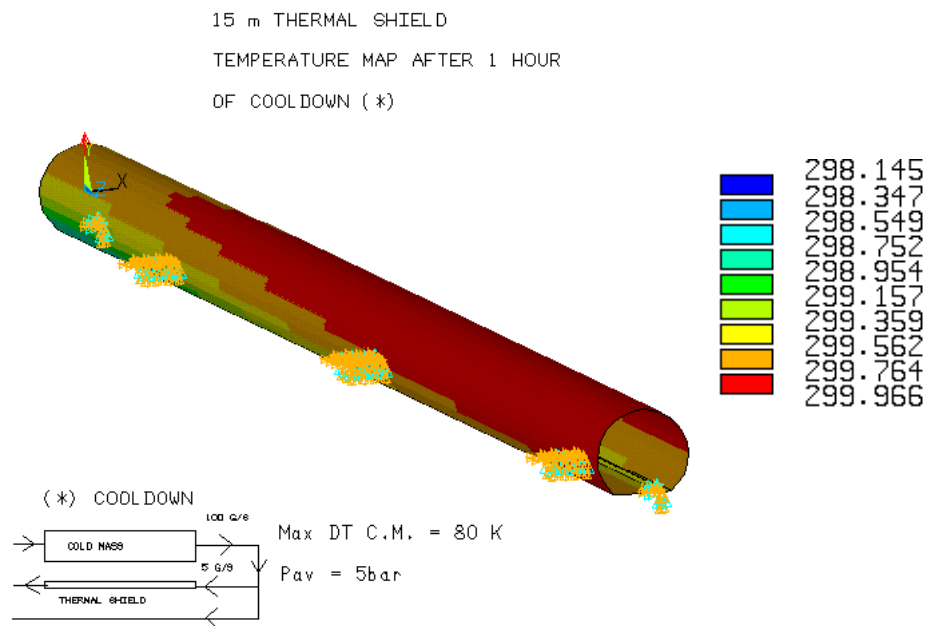 15 m THERMAL SHIELD
TEMPERATURE MAP AFTER 1 HOUR
OF COOLDOWN (*)
X
298.145
298.347
298.549
298.752
298.954
299.157
299.359
299.562
299.764
299.966
(*) COOLDOWN
100 G/S
COLD MASS
5 G/S
THERMAL SHIELD
Max DT C.M. = 80 K
Pav = 5bar